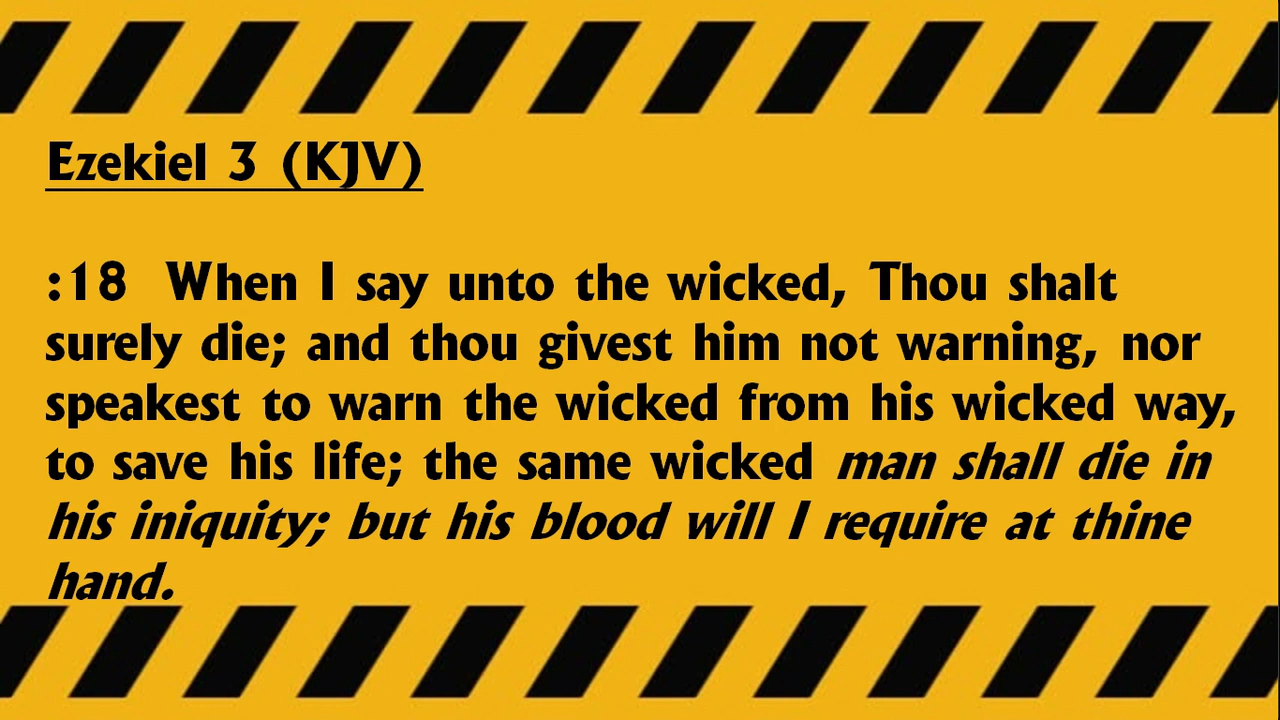 Ezekiel 3 (KJV)
:18 When I say unto the wicked, Thou shalt
surely die; and thou givest him not warning, nor
speakest to warn the wicked from his wicked way,
to save his life; the same wicked man shall die in
his iniquity; but his blood will I require at thine
hand.